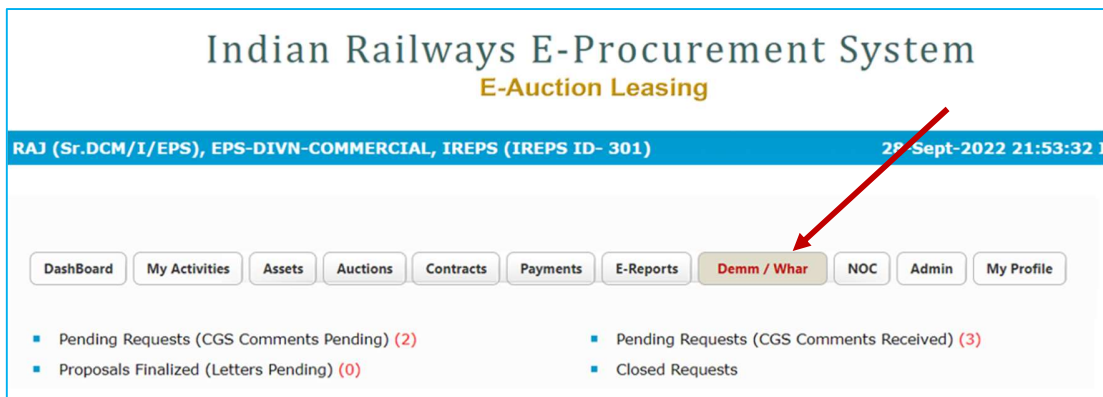 Indian Railways E-Procurement System
E-Auction Leasing
RAJ (Sr.DCM/I/EPS), EPS-DIVN-COMMERCIAL, IREPS (IREPS ID- 301) 28-Sept-2022 21:53:32 I
DashBoard My Activities Assets Auctions Contracts Payments E-Reports Demm / Whar NOC Admin My Profile
Pending Requests (CGS Comments Pending) (2) Pending Requests (CGS Comments Received) (3)
Proposals Finalized (Letters Pending) (0) Closed Requests